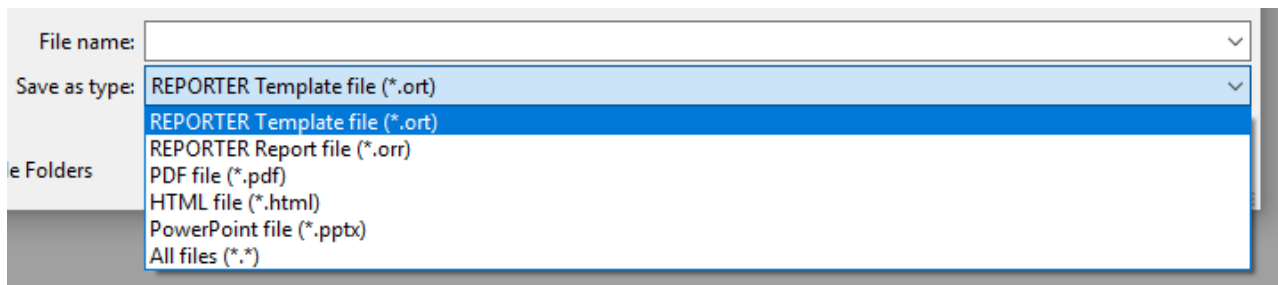 File name:
Save as type: REPORTER Template file (*.ort)
REPORTER Template file (*.ort)
REPORTER Report file (*.orr)
le Folders
PDF file (*.pdf)
HTML file (*.html)
PowerPoint file (*.pptx)
All files (*.*)